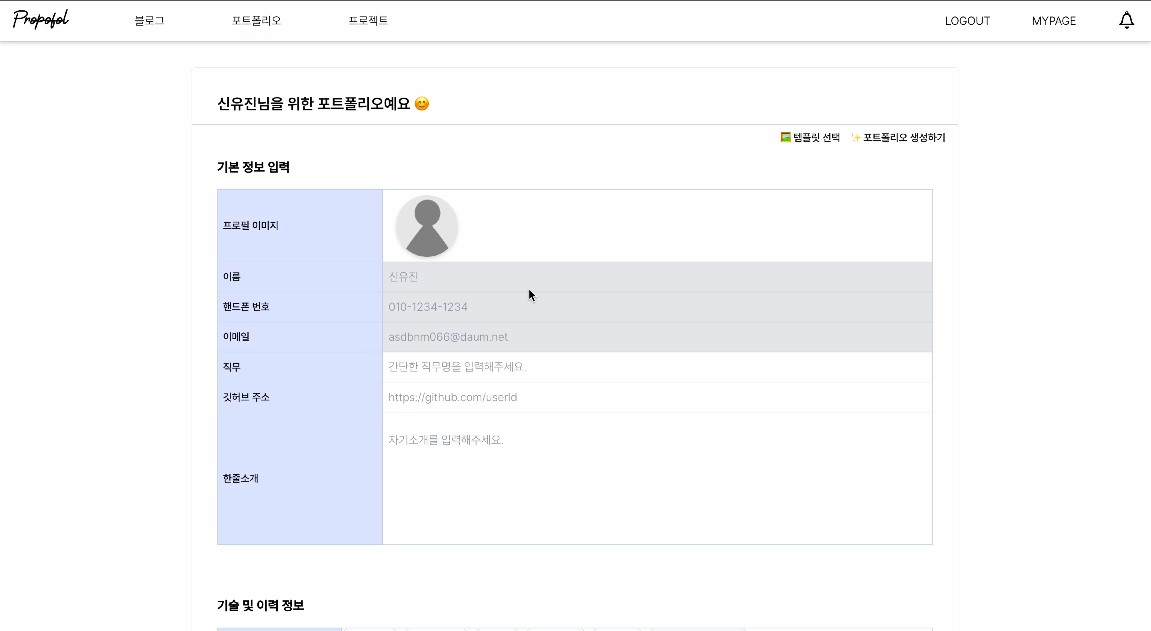 Propofol 블로그 포트폴리오 프로젝트 LOGOUT MYPAGE
신유진님을 위한 포트폴리오예요 😊
🖼️ 템플릿 선택 ✨ 포트폴리오 생성하기
기본 정보 입력
프로필 이미지
이름 신유진
핸드폰 번호 010-1234-1234
이메일 asdbnm066@daum.net
직무 간단한 직무명을 입력해주세요.
깃허브 주소 https://github.com/userId
자기소개를 입력해주세요.
한줄소개
기술 및 이력 정보